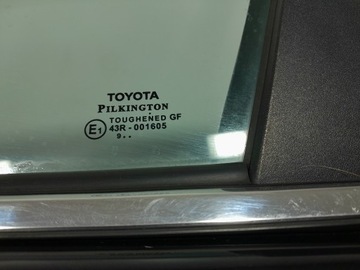 TOYOTA
PILKINGTON
TOUGHENED GF
E1 43R - 001605
9..